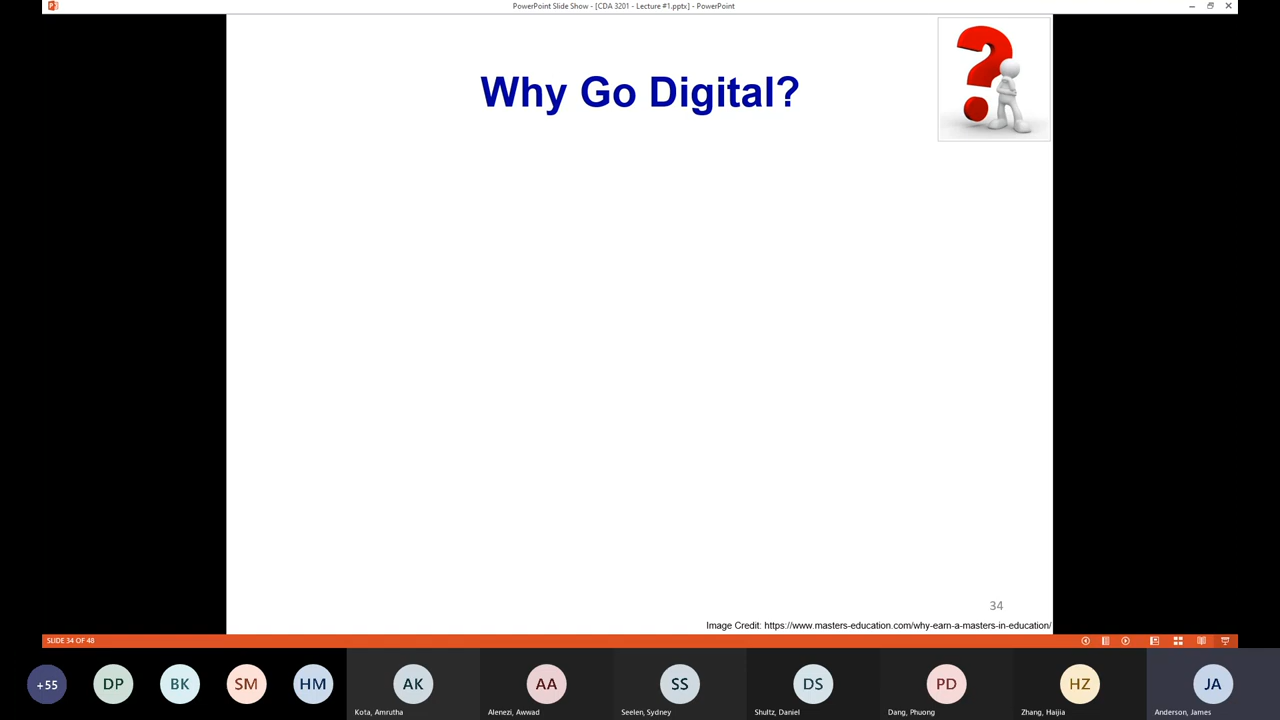 PowerPoint Slide Show - [CDA 3201 - Lecture #1.pptx] - PowerPoint
Why Go Digital?
34
Image Credit: https://www.masters-education.com/why-earn-a-masters-in-education/
SLIDE 34 OF 48
+55 DP BK SM HM AK AA SS DS PD HZ JA
Kota, Amrutha Alenezi, Awwad Seelen, Sydney Shultz, Daniel Dang, Phuong Zhang, Haijia Anderson, James